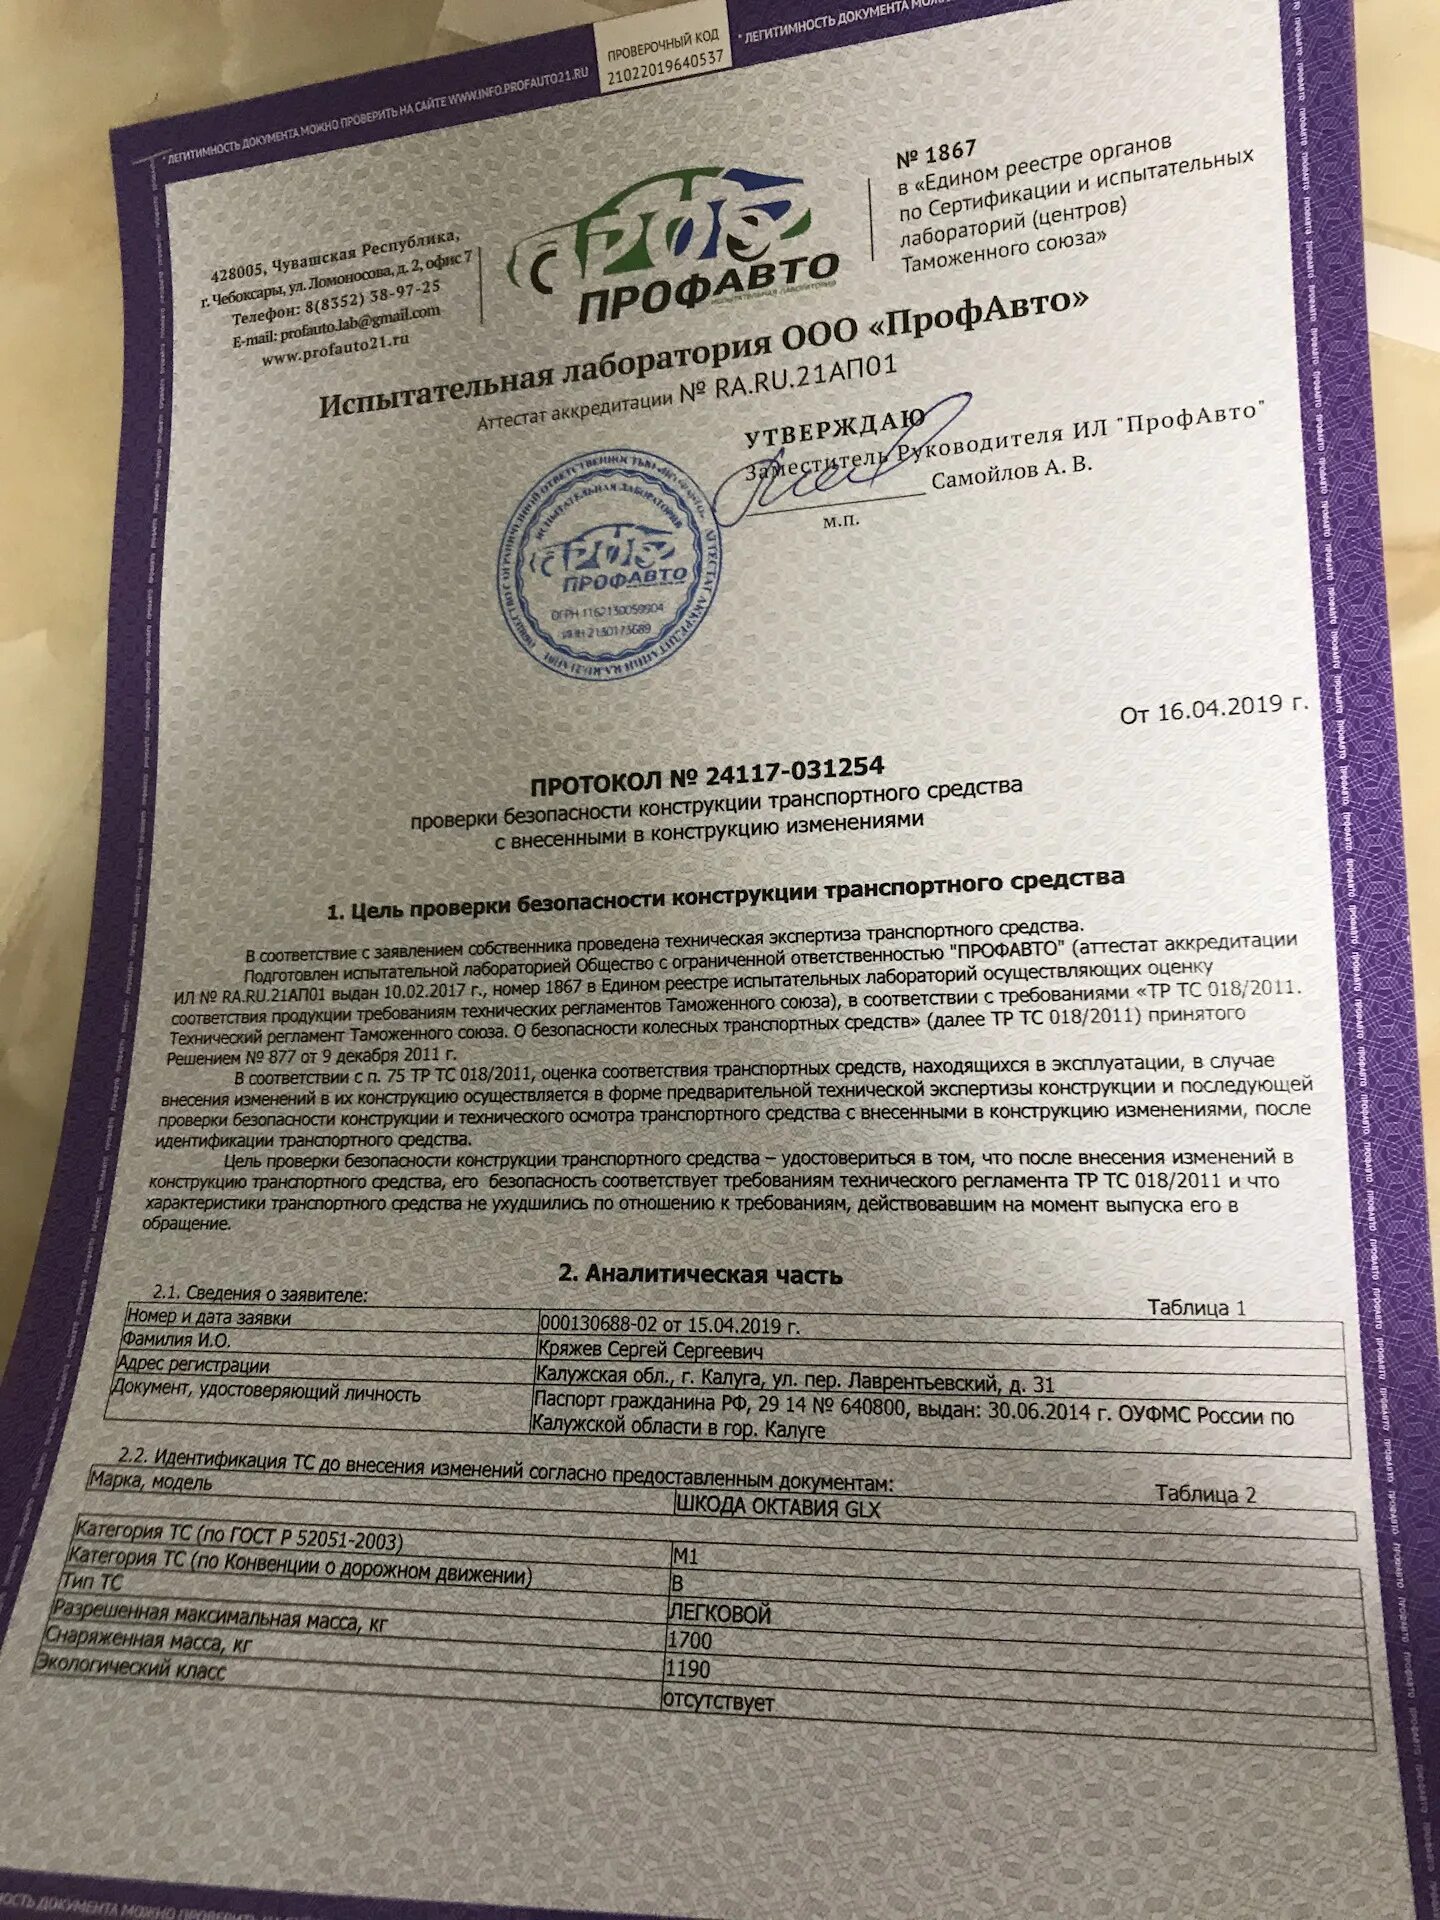 * ЛЕГИТИМНОСТЬ ДОКУМЕНТА МОЖНО ПРОВЕРИТЬ НА САЙТЕ WWW.INFO.PROFAUTO21.RU
ПРОВЕРОЧНЫЙ КОД
21022019640537
* ЛЕГИТИМНОСТЬ ДОКУМЕНТА
428005, Чувашская Республика,
г. Чебоксары, ул. Ломоносова, д. 2, офис 7
Телефон: 8(8352) 38-97-25
E-mail: profauto.lab@gmail.com
www.profauto21.ru
ПРОФАВТО
ИСПЫТАТЕЛЬНАЯ ЛАБОРАТОРИЯ
№ 1867
в «Едином реестре органов
по Сертификации и испытательных
лабораторий (центров)
Таможенного союза»
Испытательная лаборатория ООО «ПрофАвто»
Аттестат аккредитации № RA.RU.21АП01
УТВЕРЖДАЮ
Заместитель Руководителя ИЛ "ПрофАвто"
Самойлов А. В.
м.п.
ПРОФАВТО
ОГРН 1162130059904
ИНН 2130173689
От 16.04.2019 г.
ПРОТОКОЛ № 24117-031254
проверки безопасности конструкции транспортного средства
с внесенными в конструкцию изменениями
1. Цель проверки безопасности конструкции транспортного средства
В соответствие с заявлением собственника проведена техническая экспертиза транспортного средства.
Подготовлен испытательной лабораторией Общество с ограниченной ответственностью "ПРОФАВТО" (аттестат аккредитации
ИЛ № RA.RU.21АП01 выдан 10.02.2017 г., номер 1867 в Едином реестре испытательных лабораторий осуществляющих оценку
соответствия продукции требованиям технических регламентов Таможенного союза), в соответствии с требованиями «ТР ТС 018/2011.
Технический регламент Таможенного союза. О безопасности колесных транспортных средств» (далее ТР ТС 018/2011) принятого
Решением № 877 от 9 декабря 2011 г.
В соответствии с п. 75 ТР ТС 018/2011, оценка соответствия транспортных средств, находящихся в эксплуатации, в случае
внесения изменений в их конструкцию осуществляется в форме предварительной технической экспертизы конструкции и последующей
проверки безопасности конструкции и технического осмотра транспортного средства с внесенными в конструкцию изменениями, после
идентификации транспортного средства.
Цель проверки безопасности конструкции транспортного средства – удостовериться в том, что после внесения изменений в
конструкцию транспортного средства, его безопасность соответствует требованиям технического регламента ТР ТС 018/2011 и что
характеристики транспортного средства не ухудшились по отношению к требованиям, действовавшим на момент выпуска его в
обращение.
2. Аналитическая часть
2.1. Сведения о заявителе:
Таблица 1
Номер и дата заявки 000130688-02 от 15.04.2019 г.
Фамилия И.О. Кряжев Сергей Сергеевич
Адрес регистрации Калужская обл., г. Калуга, ул. пер. Лаврентьевский, д. 31
Документ, удостоверяющий личность Паспорт гражданина РФ, 29 14 № 640800, выдан: 30.06.2014 г. ОУФМС России по
Калужской области в гор. Калуге
2.2. Идентификация ТС до внесения изменений согласно предоставленным документам:
Таблица 2
Марка, модель ШКОДА ОКТАВИЯ GLX
Категория ТС (по ГОСТ Р 52051-2003) М1
Категория ТС (по Конвенции о дорожном движении) В
Тип ТС ЛЕГКОВОЙ
Разрешенная максимальная масса, кг 1700
Снаряженная масса, кг 1190
Экологический класс отсутствует
ДОКУМЕНТА МОЖНО ПРОВЕРИТЬ